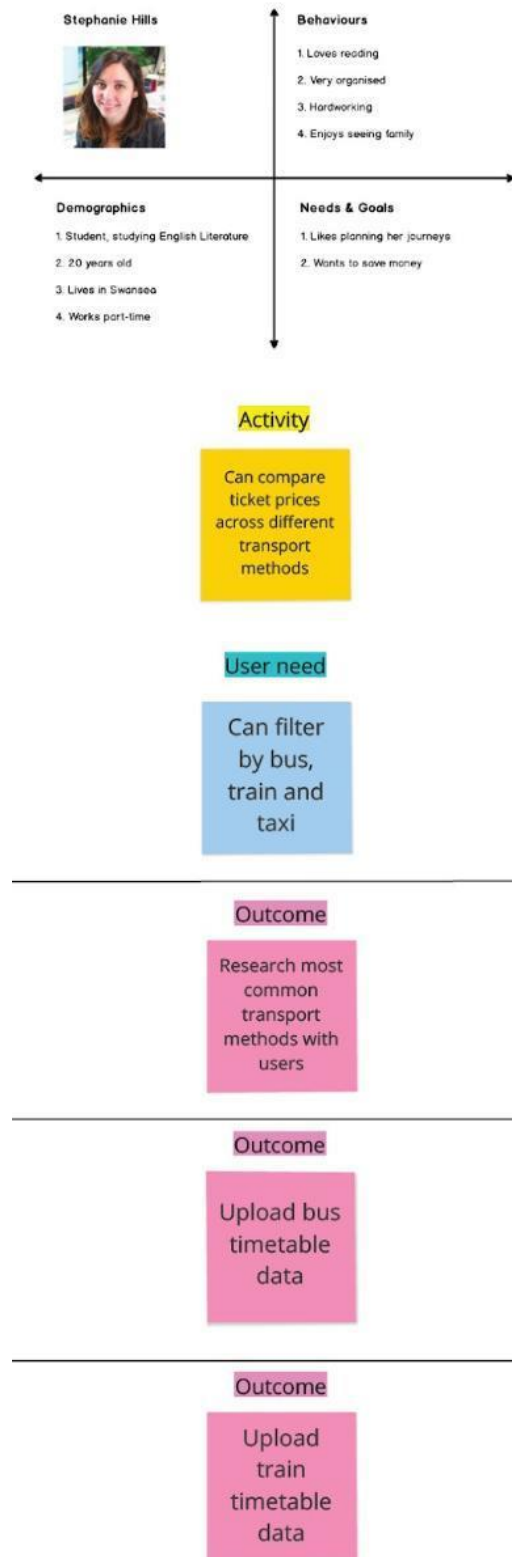 Stephanie Hills
Behaviours
1. Loves reading
2. Very organised
3. Hardworking
4. Enjoys seeing family
Demographics
1. Student, studying English Literature
2. 20 years old
3. Lives in Swansea
4. Works part-time
Needs & Goals
1. Likes planning her journeys
2. Wants to save money
Activity
Can compare
ticket prices
across different
transport
methods
User need
Can filter
by bus,
train and
taxi
Outcome
Research most
common
transport
methods with
users
Outcome
Upload bus
timetable
data
Outcome
Upload
train
timetable
data